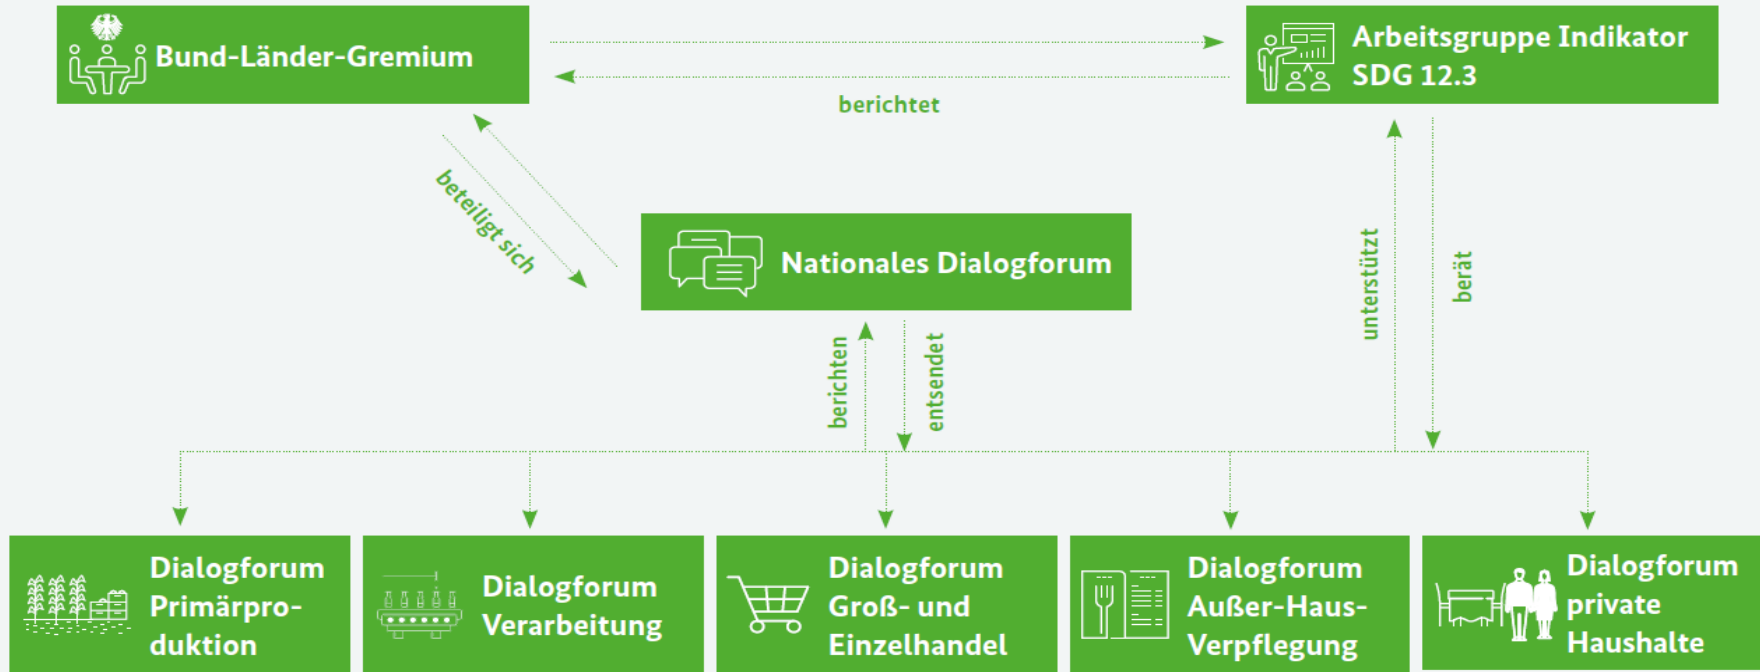 Bund-Länder-Gremium
Arbeitsgruppe Indikator
SDG 12.3
berichtet
beteiligt sich
Nationales Dialogforum
unterstützt
berät
berichten
entsendet
Dialogforum
Primärpro-
duktion
Dialogforum
Verarbeitung
Dialogforum
Groß- und
Einzelhandel
Dialogforum
Außer-Haus-
Verpflegung
Dialogforum
private
Haushalte